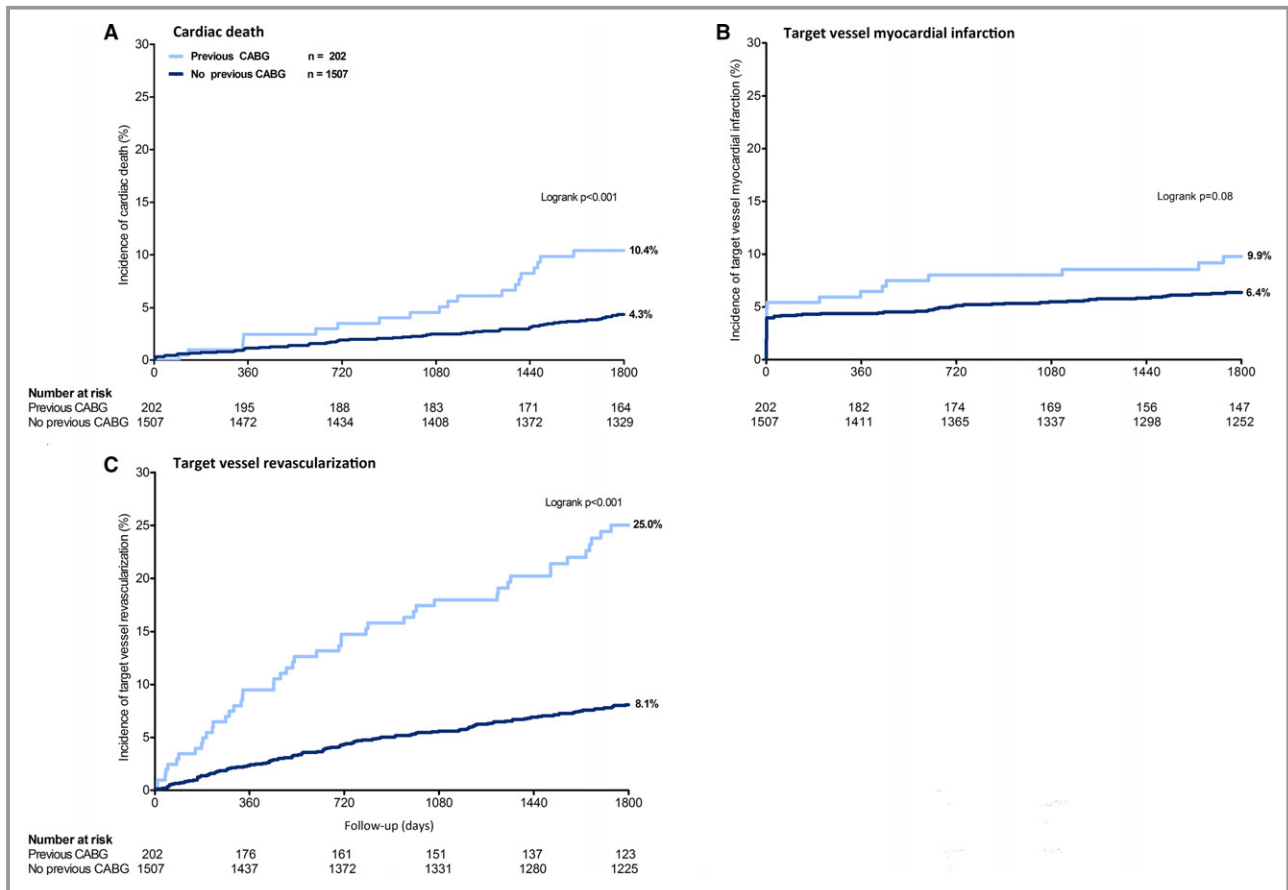 A Cardiac death
Incidence of cardiac death (%)
30
25
20
15
10
5
0
Previous CABG n = 202
No previous CABG n = 1507
Logrank p<0.001
10.4%
4.3%
0 360 720 1080 1440 1800
Number at risk
Previous CABG 202 195 188 183 171 164
No previous CABG 1507 1472 1434 1408 1372 1329
B Target vessel myocardial infarction
Incidence of target vessel myocardial infarction (%)
30
25
20
15
10
5
0
Logrank p=0.08
9.9%
6.4%
0 360 720 1080 1440 1800
202 182 174 169 156 147
1507 1411 1365 1337 1298 1252
C Target vessel revascularization
Incidence of target vessel revascularization (%)
30
25
20
15
10
5
0
Logrank p<0.001
25.0%
8.1%
0 360 720 1080 1440 1800
Follow-up (days)
Number at risk
Previous CABG 202 176 161 151 137 123
No previous CABG 1507 1437 1372 1331 1280 1225